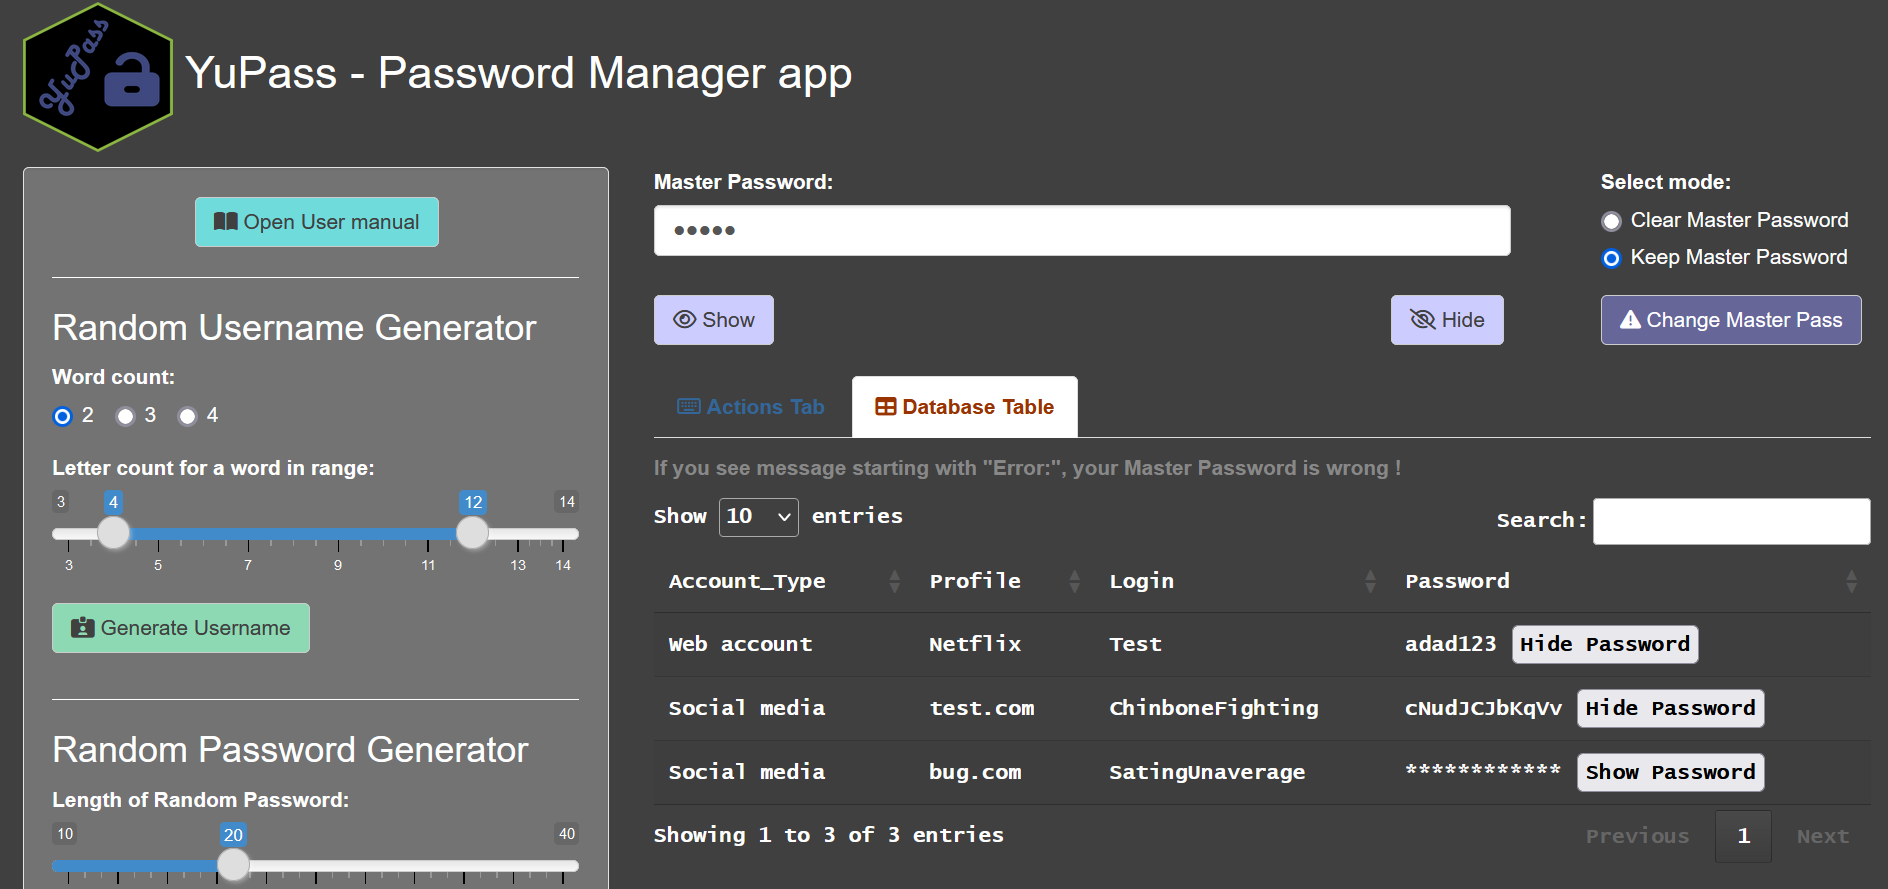 YuPass
YuPass - Password Manager app
Open User manual
Random Username Generator
Word count:
2 3 4
Letter count for a word in range:
3 4 12 14
3 5 7 9 11 13 14
Generate Username
Random Password Generator
Length of Random Password:
10 20 40
Master Password:
•••••
Show
Hide
Select mode:
Clear Master Password
Keep Master Password
Change Master Pass
Actions Tab
Database Table
If you see message starting with "Error:", your Master Password is wrong !
Show 10 entries
Search:
Account_Type Profile Login Password
Web account Netflix Test adad123 Hide Password
Social media test.com ChinboneFighting cNudJCJbKqVv Hide Password
Social media bug.com SatingUnaverage ************ Show Password
Showing 1 to 3 of 3 entries
Previous 1 Next